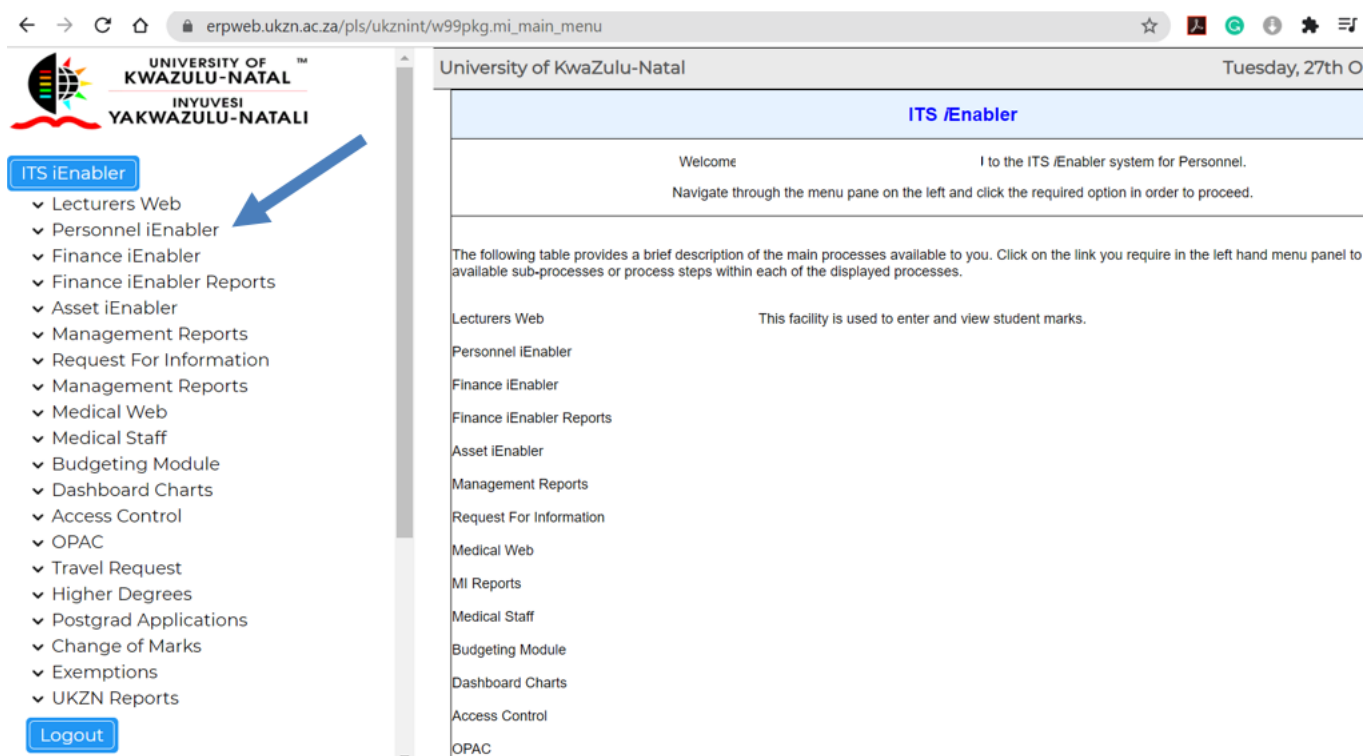 erpweb.ukzn.ac.za/pls/ukznint/w99pkg.mi_main_menu
UNIVERSITY OF ™
KWAZULU-NATAL
INYUVESI
YAKWAZULU-NATALI
ITS iEnabler
Lecturers Web
Personnel iEnabler
Finance iEnabler
Finance iEnabler Reports
Asset iEnabler
Management Reports
Request For Information
Management Reports
Medical Web
Medical Staff
Budgeting Module
Dashboard Charts
Access Control
OPAC
Travel Request
Higher Degrees
Postgrad Applications
Change of Marks
Exemptions
UKZN Reports
Logout
University of KwaZulu-Natal Tuesday, 27th O
ITS iEnabler
Welcome to the ITS iEnabler system for Personnel.
Navigate through the menu pane on the left and click the required option in order to proceed.
The following table provides a brief description of the main processes available to you. Click on the link you require in the left hand menu panel to
available sub-processes or process steps within each of the displayed processes.
Lecturers Web This facility is used to enter and view student marks.
Personnel iEnabler
Finance iEnabler
Finance iEnabler Reports
Asset iEnabler
Management Reports
Request For Information
Medical Web
MI Reports
Medical Staff
Budgeting Module
Dashboard Charts
Access Control
OPAC